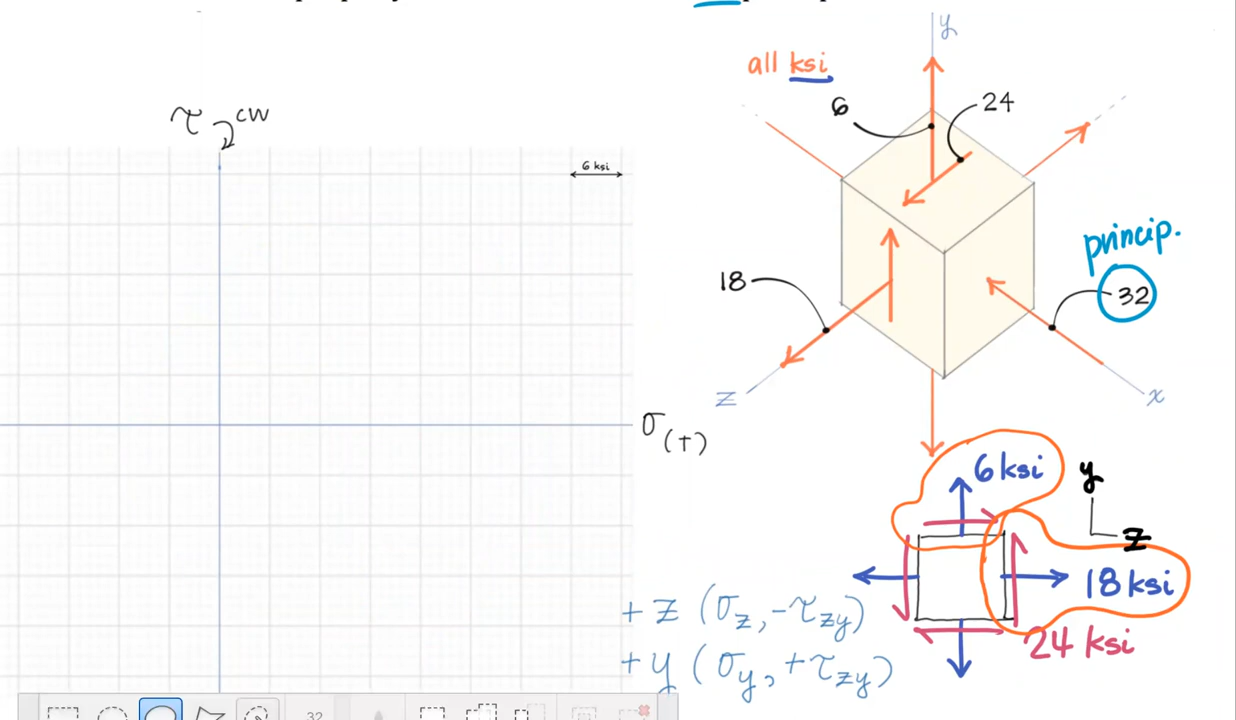 all ksi
y
6
24
τ cw
6 ksi
princip.
18
32
z
x
σ(+)
6 ksi
y
z
18 ksi
+z (σz, -τzy)
24 ksi
+y (σy, +τzy)
32